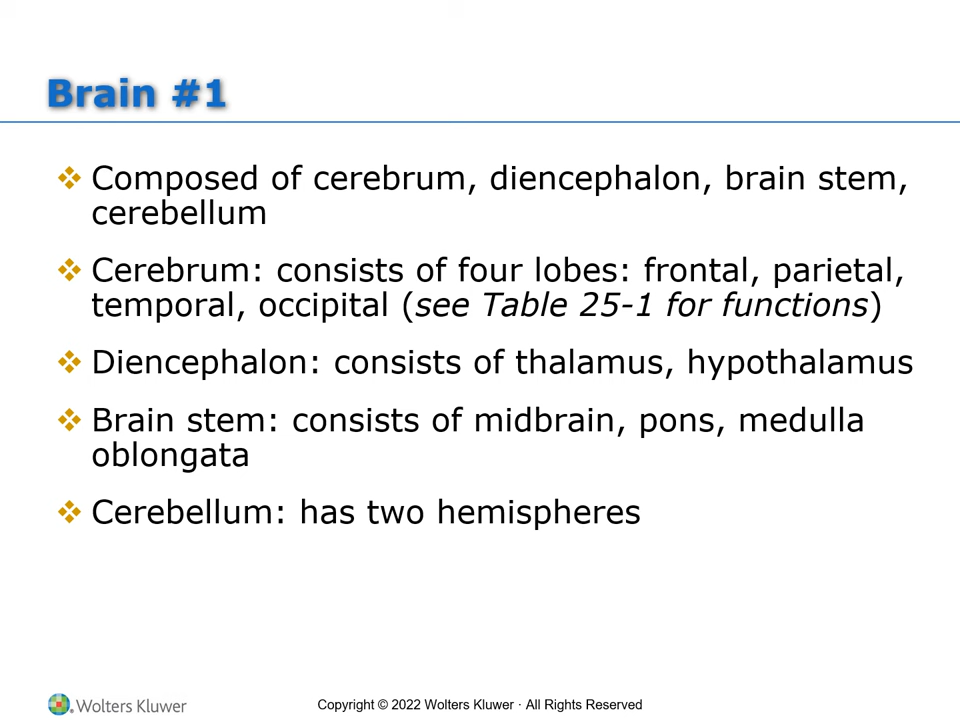 Brain #1
❖ Composed of cerebrum, diencephalon, brain stem,
cerebellum
❖ Cerebrum: consists of four lobes: frontal, parietal,
temporal, occipital (see Table 25-1 for functions)
❖ Diencephalon: consists of thalamus, hypothalamus
❖ Brain stem: consists of midbrain, pons, medulla
oblongata
❖ Cerebellum: has two hemispheres
Wolters Kluwer
Copyright © 2022 Wolters Kluwer · All Rights Reserved